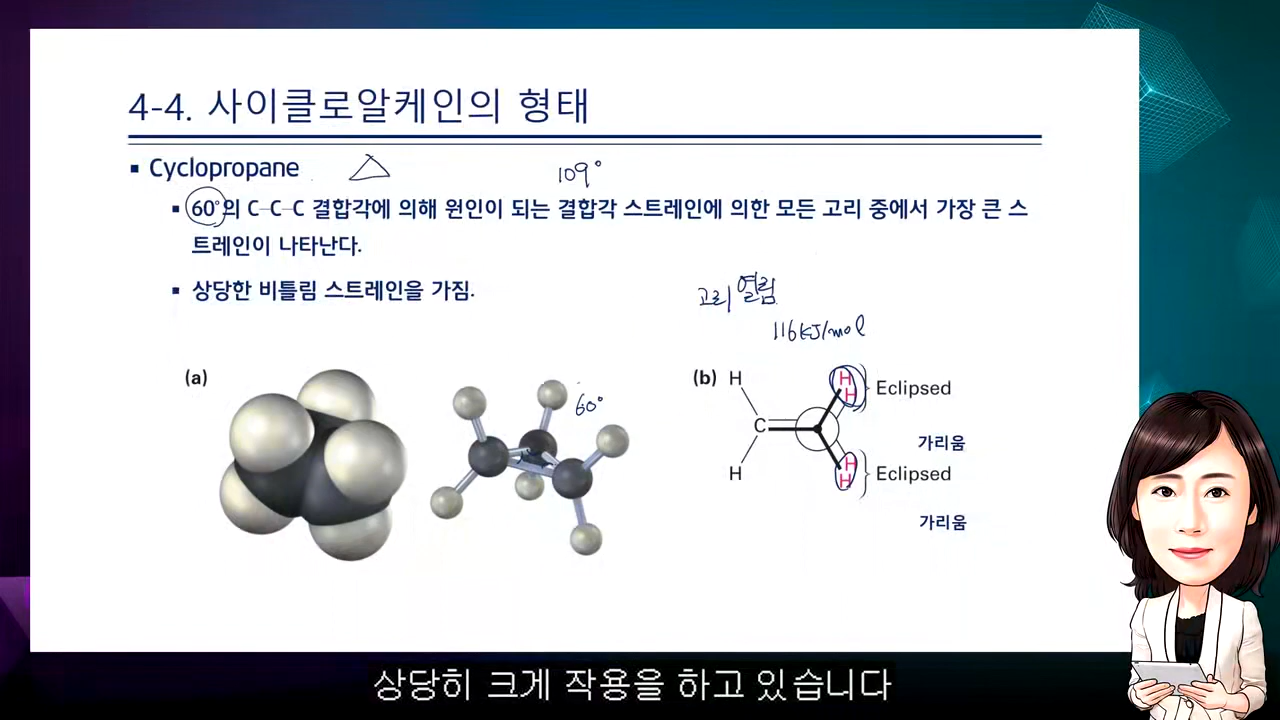 4-4. 사이클로알케인의 형태
▪ Cyclopropane
109°
▪ 60°의 C–C–C 결합각에 의해 원인이 되는 결합각 스트레인에 의한 모든 고리 중에서 가장 큰 스
트레인이 나타난다.
▪ 상당한 비틀림 스트레인을 가짐.
고리 열림
116kJ/mol
(a)
60°
(b)
H
H
H
Eclipsed
C
가리움
H
H
H
Eclipsed
가리움
상당히 크게 작용을 하고 있습니다